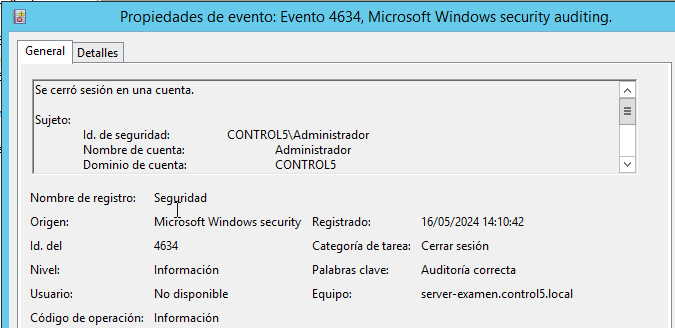 Propiedades de evento: Evento 4634, Microsoft Windows security auditing.
General Detalles
Se cerró sesión en una cuenta.
Sujeto:
Id. de seguridad: CONTROL5\Administrador
Nombre de cuenta: Administrador
Dominio de cuenta: CONTROL5
Nombre de registro: Seguridad
Origen: Microsoft Windows security Registrado: 16/05/2024 14:10:42
Id. del 4634 Categoría de tarea: Cerrar sesión
Nivel: Información Palabras clave: Auditoría correcta
Usuario: No disponible Equipo: server-examen.control5.local
Código de operación: Información